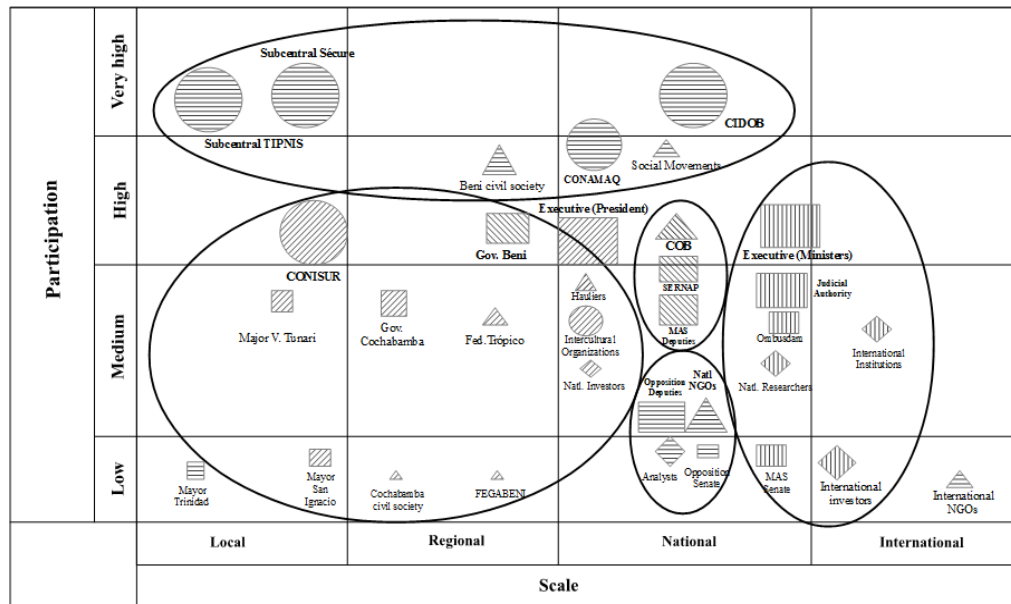 Participation
Very high
High
Medium
Low
Subcentral Sécure
Subcentral TIPNIS
CIDOB
Beni civil society
CONAMAQ
Social Movements
Executive (President)
CONISUR
Gov. Beni
COB
Executive (Ministers)
SERNAP
Hauliers
Judicial
Authority
Major V. Tunari
Gov.
Cochabamba
Fed. Trópico
Intercultural
Organizations
MAS
Deputies
Ombusdam
International
Institutions
Natl. Investors
Opposition
Deputies
Natl
NGOs
Natl. Researchers
Mayor
Trinidad
Mayor
San
Ignacio
Cochabamba
civil society
FEGABENI
Analysts
Opposition
Senate
MAS
Senate
International
investors
International
NGOs
Local
Regional
National
International
Scale